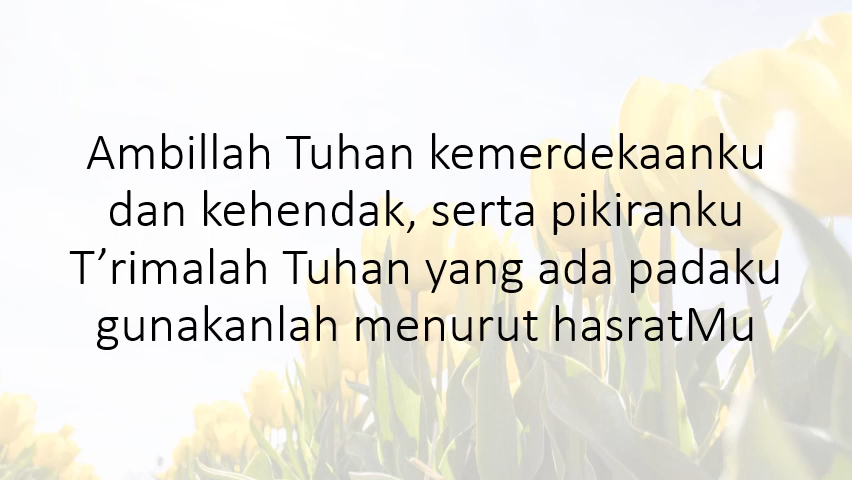 Ambillah Tuhan kemerdekaanku
dan kehendak, serta pikiranku
T’rimalah Tuhan yang ada padaku
gunakanlah menurut hasratMu